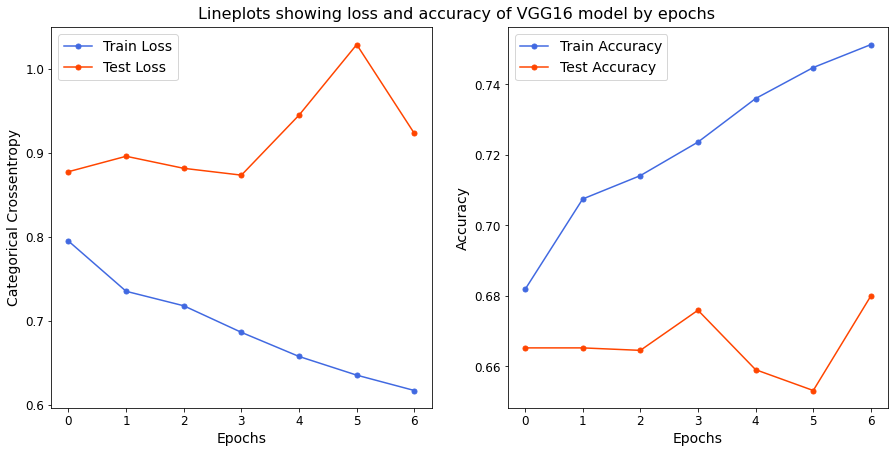 Lineplots showing loss and accuracy of VGG16 model by epochs
Train Loss
Test Loss
Categorical Crossentropy
1.0
0.9
0.8
0.7
0.6
0 1 2 3 4 5 6
Epochs
Train Accuracy
Test Accuracy
Accuracy
0.74
0.72
0.70
0.68
0.66
0 1 2 3 4 5 6
Epochs